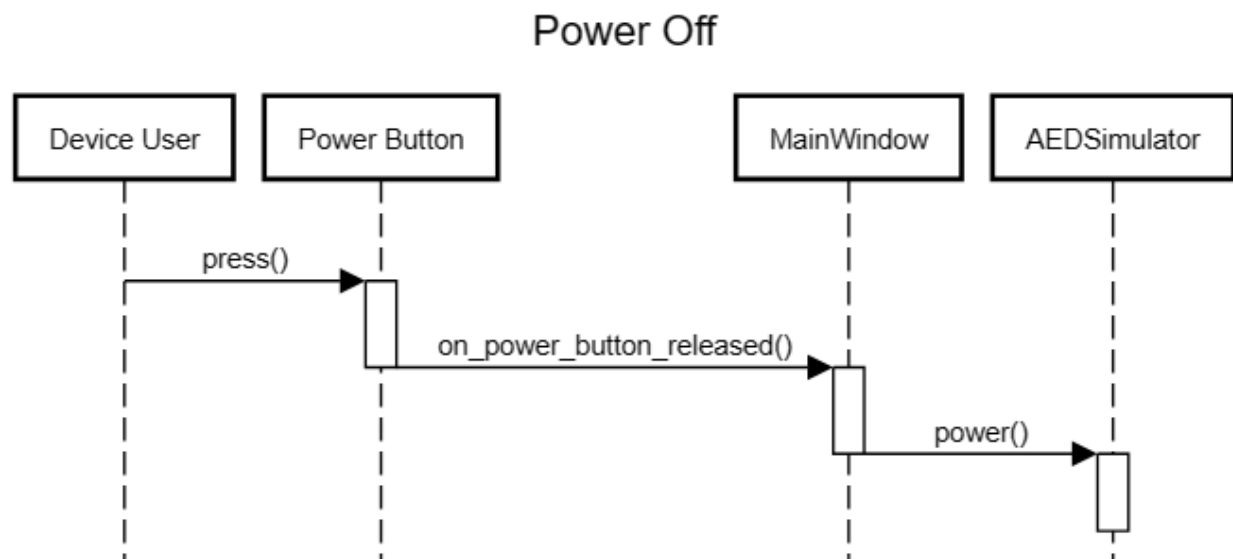 Power Off
Device User
Power Button
MainWindow
AEDSimulator
press()
on_power_button_released()
power()